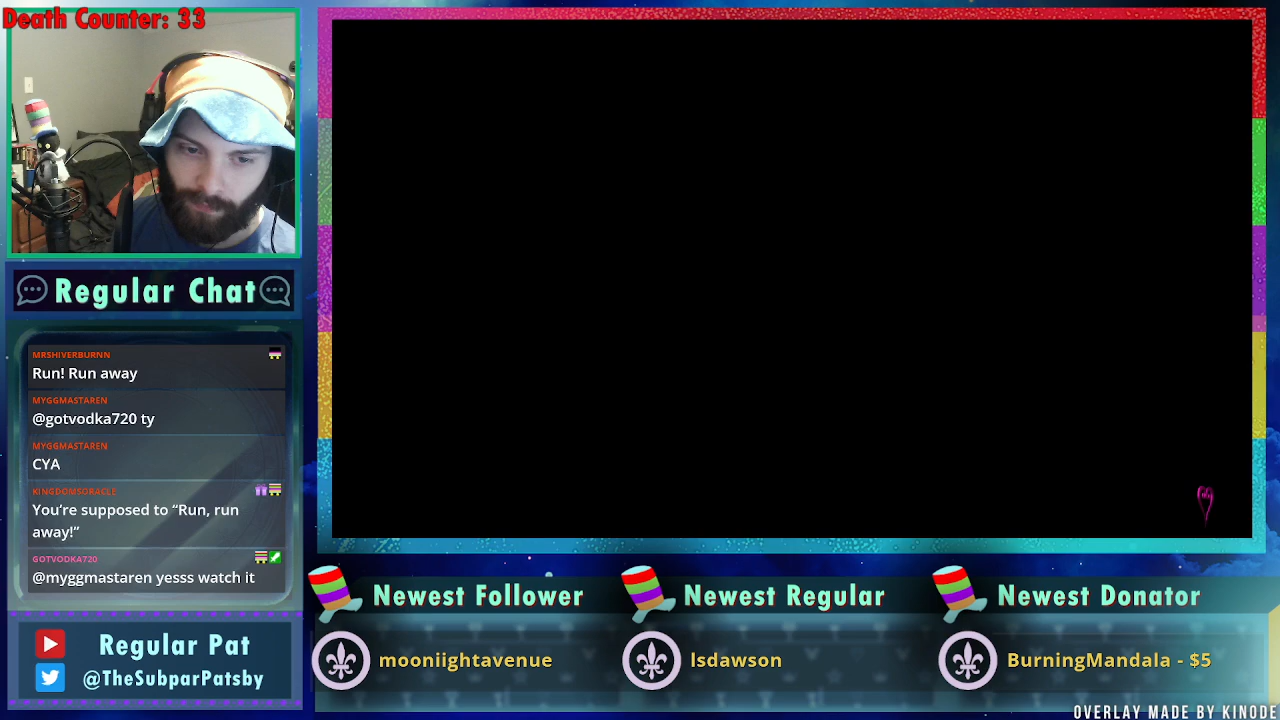 Death Counter: 33
Regular Chat
MRSHIVERBURNN
Run! Run away
MYGGMASTAREN
@gotvodka720 ty
MYGGMASTAREN
CYA
KINGDOMSORACLE
You’re supposed to “Run, run
away!”
GOTVODKA720
@myggmastaren yesss watch it
Regular Pat
@TheSubparPatsby
Newest Follower
mooniightavenue
Newest Regular
lsdawson
Newest Donator
BurningMandala - $5
OVERLAY MADE BY KINODE